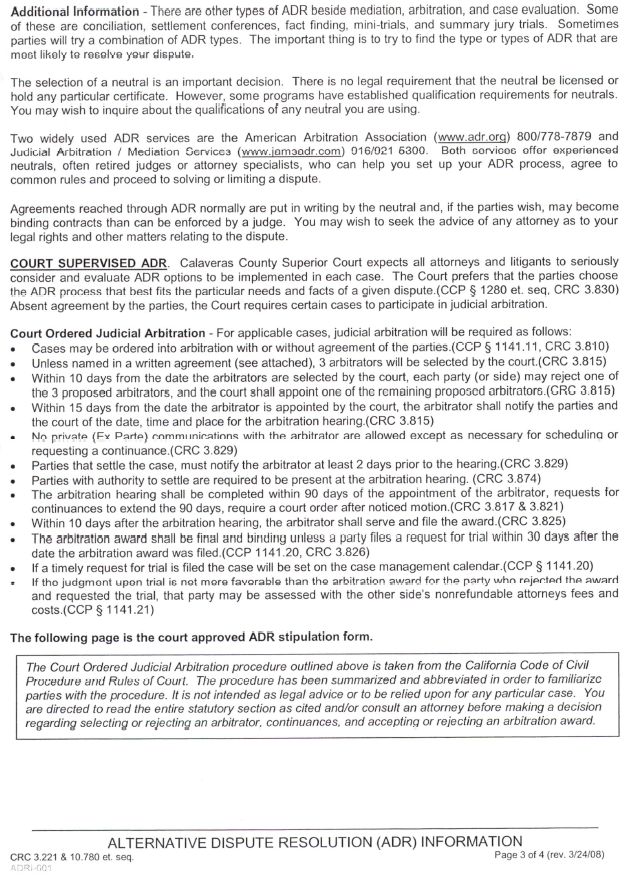 Additional Information - There are other types of ADR beside mediation, arbitration, and case evaluation. Some
of these are conciliation, settlement conferences, fact finding, mini-trials, and summary jury trials. Sometimes
parties will try a combination of ADR types. The important thing is to try to find the type or types of ADR that are
most likely to resolve your dispute.
The selection of a neutral is an important decision. There is no legal requirement that the neutral be licensed or
hold any particular certificate. However, some programs have established qualification requirements for neutrals.
You may wish to inquire about the qualifications of any neutral you are using.
Two widely used ADR services are the American Arbitration Association (www.adr.org) 800/778-7879 and
Judicial Arbitration / Mediation Services (www.jamsadr.com) 916/921 5300. Both services offer experienced
neutrals, often retired judges or attorney specialists, who can help you set up your ADR process, agree to
common rules and proceed to solving or limiting a dispute.
Agreements reached through ADR normally are put in writing by the neutral and, if the parties wish, may become
binding contracts than can be enforced by a judge. You may wish to seek the advice of any attorney as to your
legal rights and other matters relating to the dispute.
COURT SUPERVISED ADR. Calaveras County Superior Court expects all attorneys and litigants to seriously
consider and evaluate ADR options to be implemented in each case. The Court prefers that the parties choose
the ADR process that best fits the particular needs and facts of a given dispute.(CCP § 1280 et. seq, CRC 3.830)
Absent agreement by the parties, the Court requires certain cases to participate in judicial arbitration.
Court Ordered Judicial Arbitration - For applicable cases, judicial arbitration will be required as follows:
• Cases may be ordered into arbitration with or without agreement of the parties.(CCP § 1141.11, CRC 3.810)
• Unless named in a written agreement (see attached), 3 arbitrators will be selected by the court.(CRC 3.815)
• Within 10 days from the date the arbitrators are selected by the court, each party (or side) may reject one of
the 3 proposed arbitrators, and the court shall appoint one of the remaining proposed arbitrators.(CRC 3.815)
• Within 15 days from the date the arbitrator is appointed by the court, the arbitrator shall notify the parties and
the court of the date, time and place for the arbitration hearing.(CRC 3.815)
• No private (Ex Parte) communications with the arbitrator are allowed except as necessary for scheduling or
requesting a continuance.(CRC 3.829)
• Parties that settle the case, must notify the arbitrator at least 2 days prior to the hearing.(CRC 3.829)
• Parties with authority to settle are required to be present at the arbitration hearing. (CRC 3.874)
• The arbitration hearing shall be completed within 90 days of the appointment of the arbitrator, requests for
continuances to extend the 90 days, require a court order after noticed motion.(CRC 3.817 & 3.821)
• Within 10 days after the arbitration hearing, the arbitrator shall serve and file the award.(CRC 3.825)
• The arbitration award shall be final and binding unless a party files a request for trial within 30 days after the
date the arbitration award was filed.(CCP 1141.20, CRC 3.826)
• If a timely request for trial is filed the case will be set on the case management calendar.(CCP § 1141.20)
• If the judgment upon trial is not more favorable than the arbitration award for the party who rejected the award
and requested the trial, that party may be assessed with the other side's nonrefundable attorneys fees and
costs.(CCP § 1141.21)
The following page is the court approved ADR stipulation form.
The Court Ordered Judicial Arbitration procedure outlined above is taken from the California Code of Civil
Procedure and Rules of Court. The procedure has been summarized and abbreviated in order to familiarize
parties with the procedure. It is not intended as legal advice or to be relied upon for any particular case. You
are directed to read the entire statutory section as cited and/or consult an attorney before making a decision
regarding selecting or rejecting an arbitrator, continuances, and accepting or rejecting an arbitration award.
ALTERNATIVE DISPUTE RESOLUTION (ADR) INFORMATION
CRC 3.221 & 10.780 et. seq. Page 3 of 4 (rev. 3/24/08)
ADRI-001